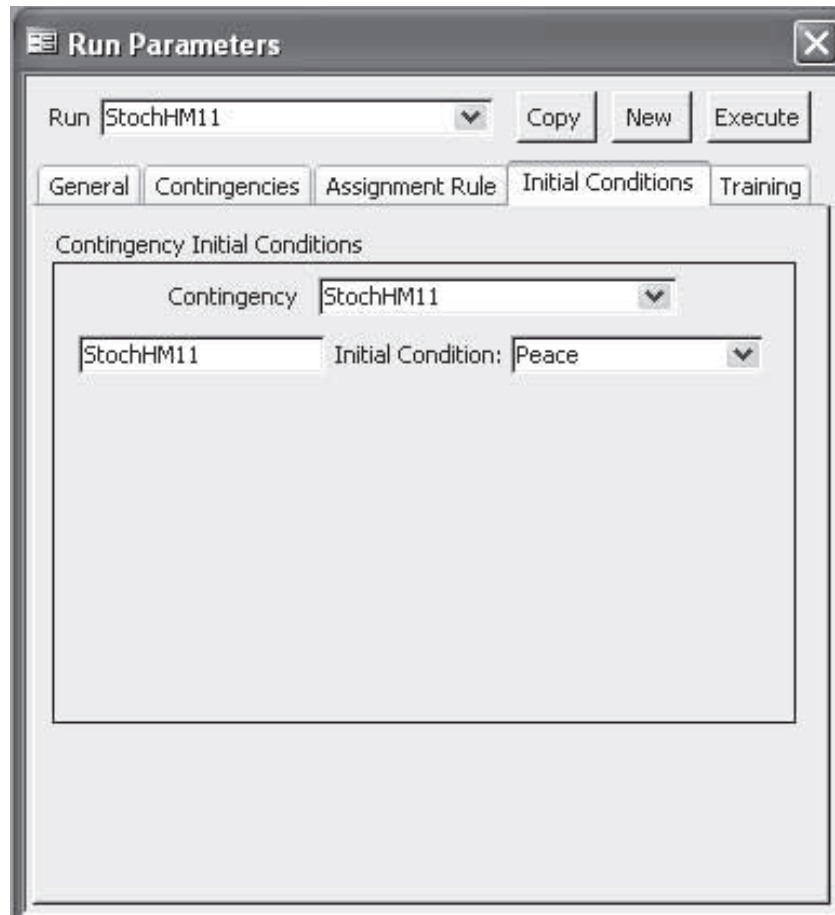 Run Parameters
Run StochHM11 Copy New Execute
General Contingencies Assignment Rule Initial Conditions Training
Contingency Initial Conditions
Contingency StochHM11
StochHM11 Initial Condition: Peace